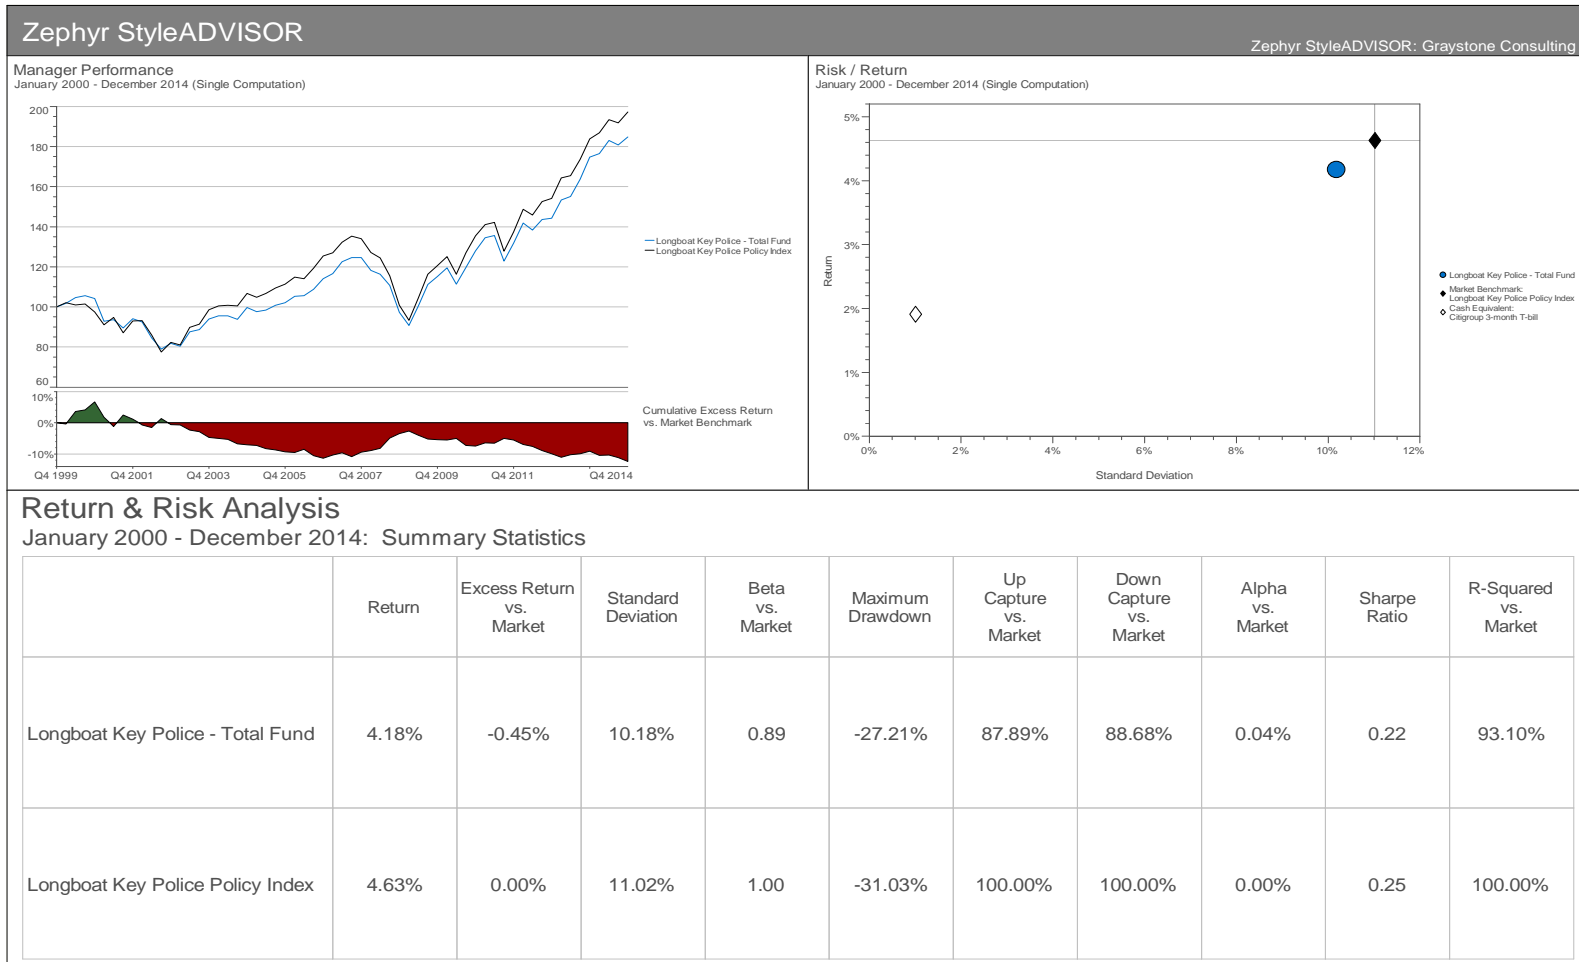 Zephyr StyleADVISOR
Zephyr StyleADVISOR: Graystone Consulting
Manager Performance
January 2000 - December 2014 (Single Computation)
200
180
160
140
120
100
80
60
10%
0%
-10%
Q4 1999
Q4 2001
Q4 2003
Q4 2005
Q4 2007
Q4 2009
Q4 2011
Q4 2014
Longboat Key Police - Total Fund
Longboat Key Police Policy Index
Cumulative Excess Return
vs. Market Benchmark
Risk / Return
January 2000 - December 2014 (Single Computation)
Return
5%
4%
3%
2%
1%
0%
0%
2%
4%
6%
8%
10%
12%
Standard Deviation
Longboat Key Police - Total Fund
Market Benchmark:
Longboat Key Police Policy Index
Cash Equivalent:
Citigroup 3-month T-bill
Return & Risk Analysis
January 2000 - December 2014: Summary Statistics
Return
Excess Return
vs.
Market
Standard
Deviation
Beta
vs.
Market
Maximum
Drawdown
Up
Capture
vs.
Market
Down
Capture
vs.
Market
Alpha
vs.
Market
Sharpe
Ratio
R-Squared
vs.
Market
Longboat Key Police - Total Fund 4.18% -0.45% 10.18% 0.89 -27.21% 87.89% 88.68% 0.04% 0.22 93.10%
Longboat Key Police Policy Index 4.63% 0.00% 11.02% 1.00 -31.03% 100.00% 100.00% 0.00% 0.25 100.00%